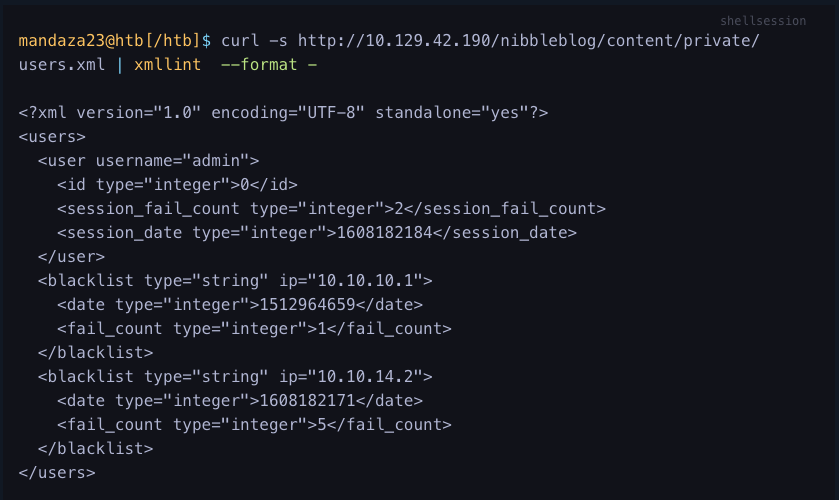 shellsession
mandaza23@htb[/htb]$ curl -s http://10.129.42.190/nibbleblog/content/private/
users.xml | xmllint  --format -
<?xml version="1.0" encoding="UTF-8" standalone="yes"?>
<users>
  <user username="admin">
    <id type="integer">0</id>
    <session_fail_count type="integer">2</session_fail_count>
    <session_date type="integer">1608182184</session_date>
  </user>
  <blacklist type="string" ip="10.10.10.1">
    <date type="integer">1512964659</date>
    <fail_count type="integer">1</fail_count>
  </blacklist>
  <blacklist type="string" ip="10.10.14.2">
    <date type="integer">1608182171</date>
    <fail_count type="integer">5</fail_count>
  </blacklist>
</users>